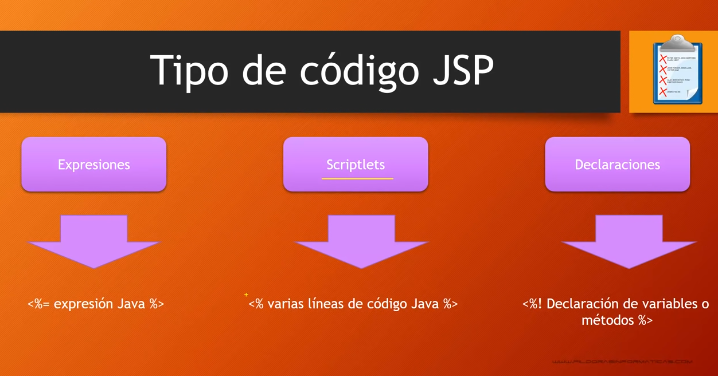 Tipo de código JSP
Expresiones
Scriptlets
Declaraciones
<%= expresión Java %>
<% varias líneas de código Java %>
<%! Declaración de variables o
métodos %>